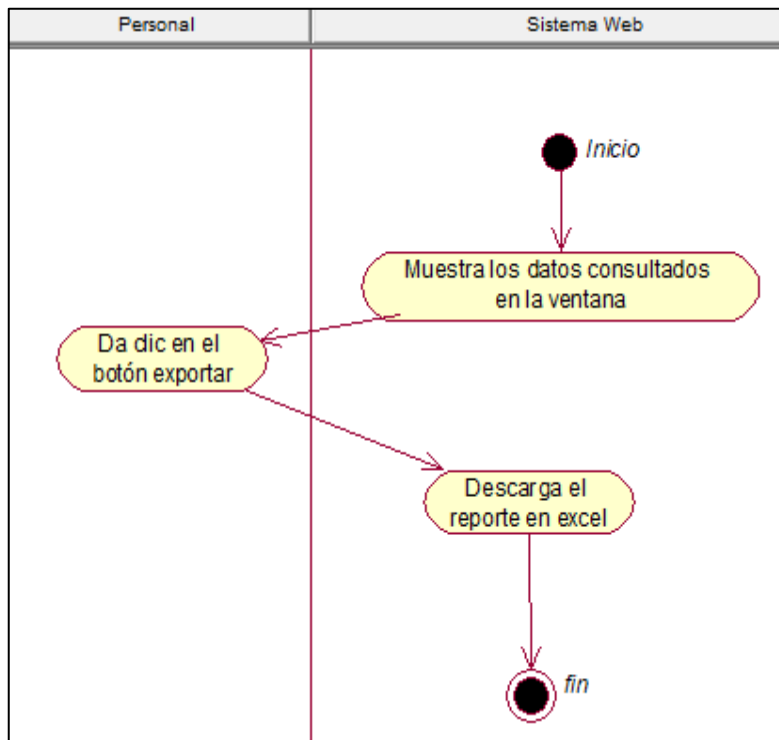 Personal
Sistema Web
Inicio
Muestra los datos consultados
en la ventana
Da clic en el
botón exportar
Descarga el
reporte en excel
fin